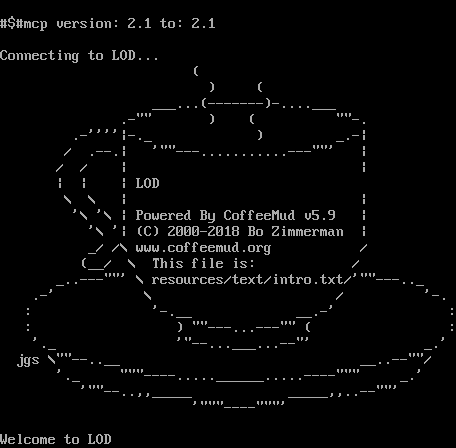 #$#mcp version: 2.1 to: 2.1
Connecting to LOD...
LOD
Powered By CoffeeMud v5.9
(C) 2000-2018 Bo Zimmerman
www.coffeemud.org
This file is:
resources/text/intro.txt
jgs
Welcome to LOD